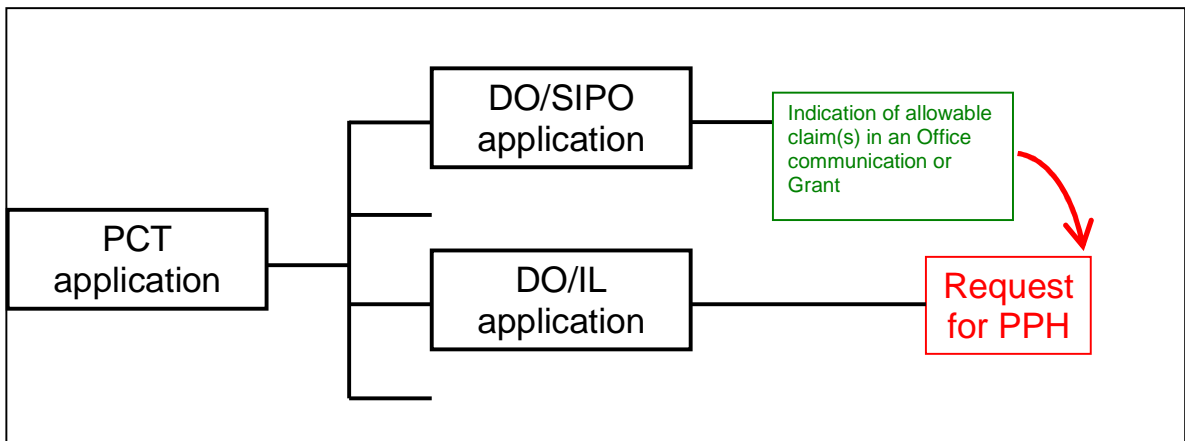 DO/SIPO
application
Indication of allowable
claim(s) in an Office
communication or
Grant
PCT
application
DO/IL
application
Request
for PPH